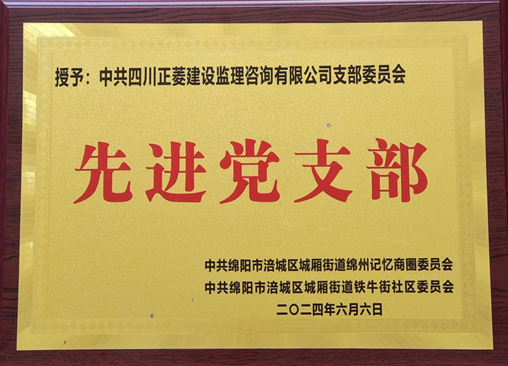 授予：中共四川正菱建设监理咨询有限公司支部委员会
先进党支部
中共绵阳市涪城区城厢街道绵州记忆商圈委员会
中共绵阳市涪城区城厢街道铁牛街社区委员会
二〇二四年六月六日